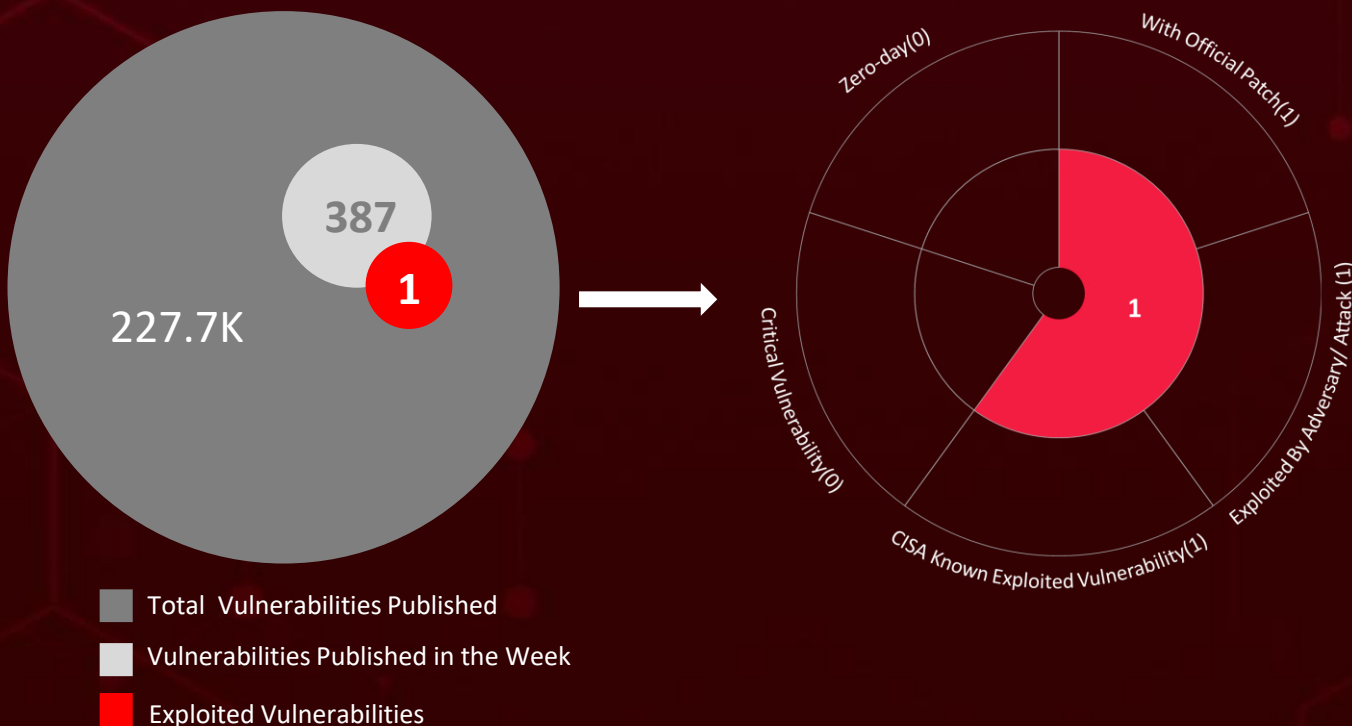 227.7K
387
1
Total  Vulnerabilities Published
Vulnerabilities Published in the Week
Exploited Vulnerabilities
Zero-day(0)
With Official Patch(1)
Exploited By Adversary/ Attack (1)
CISA Known Exploited Vulnerability(1)
Critical Vulnerability(0)
1